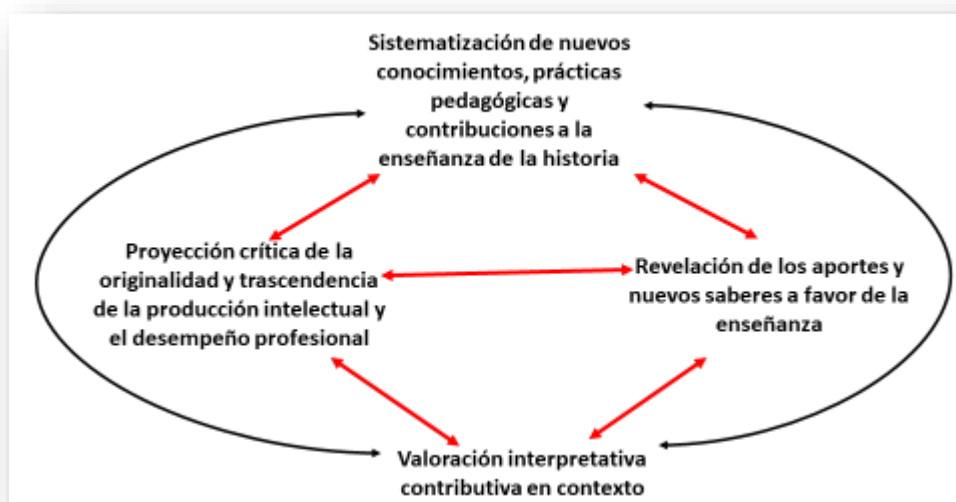 Sistematización de nuevos
conocimientos, prácticas
pedagógicas y
contribuciones a la
enseñanza de la historia
Proyección crítica de la
originalidad y trascendencia
de la producción intelectual y
el desempeño profesional
Revelación de los aportes y
nuevos saberes a favor de la
enseñanza
Valoración interpretativa
contributiva en contexto